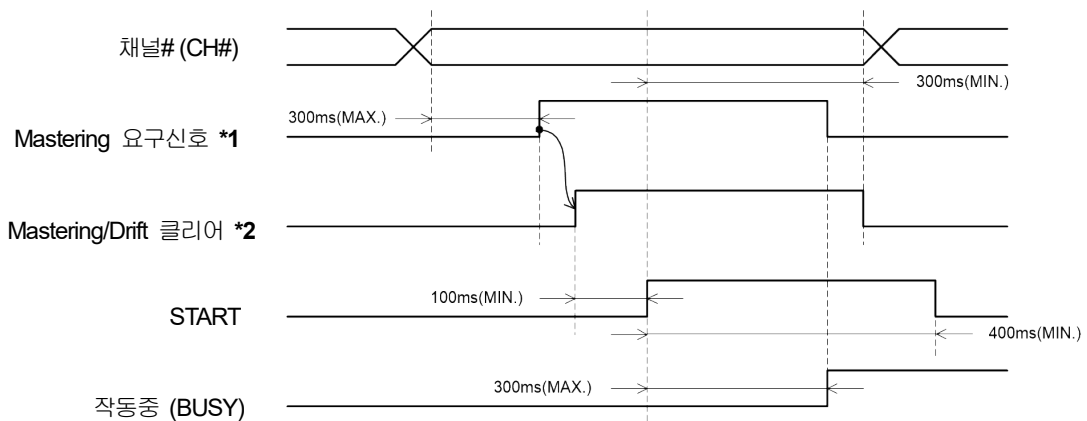 채널# (CH#)
300ms(MIN.)
300ms(MAX.)
Mastering 요구신호 *1
Mastering/Drift 클리어 *2
100ms(MIN.)
START
400ms(MIN.)
300ms(MAX.)
작동중 (BUSY)